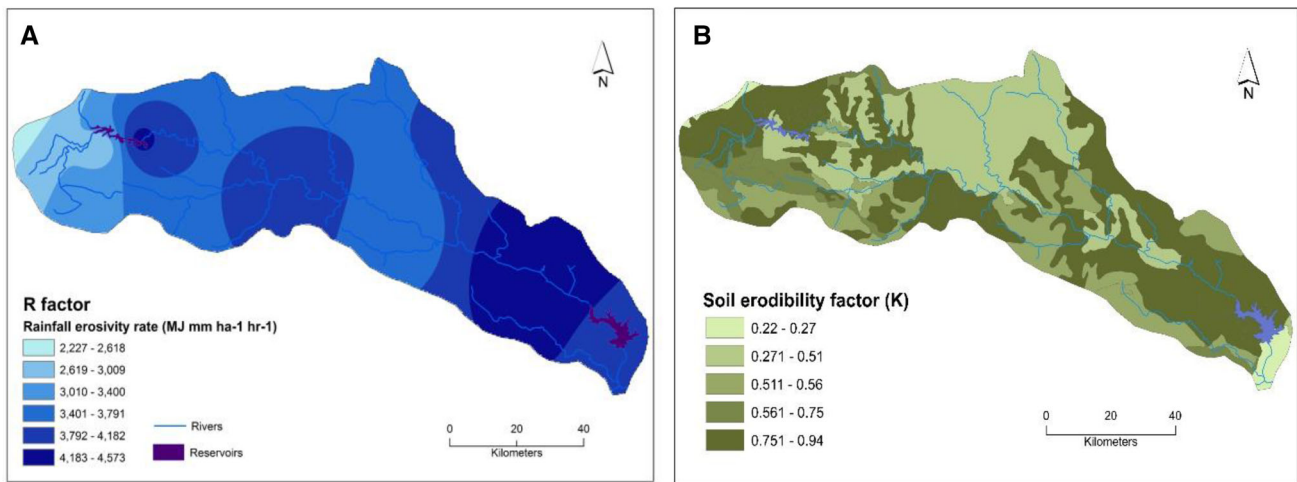 A
N
R factor
Rainfall erosivity rate (MJ mm ha-1 hr-1)
2,227 - 2,618
2,619 - 3,009
3,010 - 3,400
3,401 - 3,791
3,792 - 4,182
4,183 - 4,573
Rivers
Reservoirs
0 20 40
Kilometers
B
N
Soil erodibility factor (K)
0.22 - 0.27
0.271 - 0.51
0.511 - 0.56
0.561 - 0.75
0.751 - 0.94
0 20 40
Kilometers